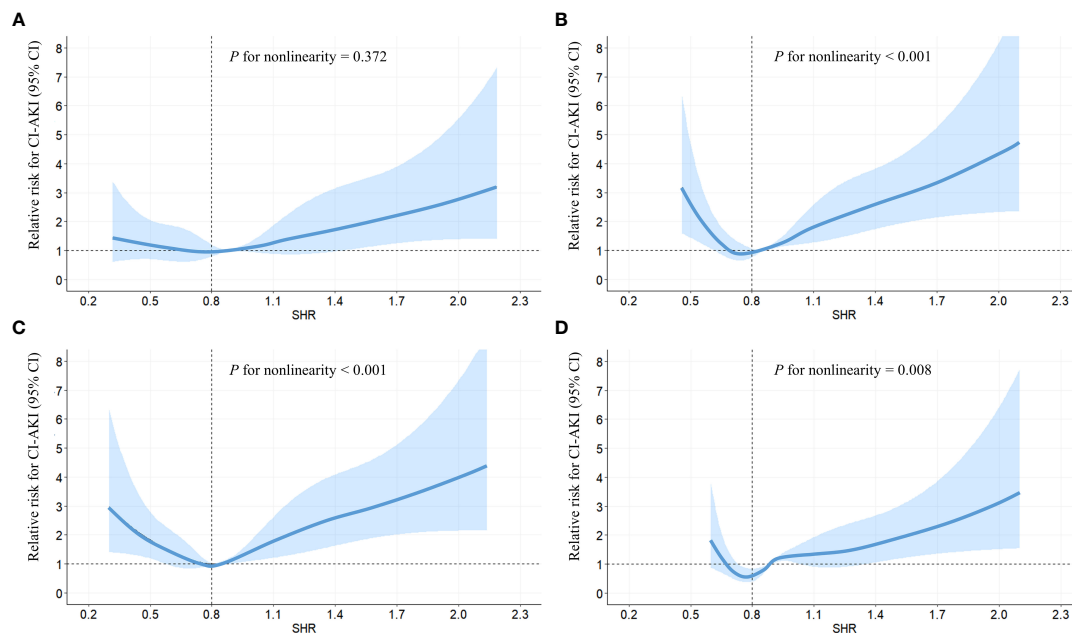 A
Relative risk for CI-AKI (95% CI)
8
7
6
5
4
3
2
1
0
P for nonlinearity = 0.372
0.2 0.5 0.8 1.1 1.4 1.7 2.0 2.3
SHR
B
Relative risk for CI-AKI (95% CI)
8
7
6
5
4
3
2
1
0
P for nonlinearity < 0.001
0.2 0.5 0.8 1.1 1.4 1.7 2.0 2.3
SHR
C
Relative risk for CI-AKI (95% CI)
8
7
6
5
4
3
2
1
0
P for nonlinearity < 0.001
0.2 0.5 0.8 1.1 1.4 1.7 2.0 2.3
SHR
D
Relative risk for CI-AKI (95% CI)
8
7
6
5
4
3
2
1
0
P for nonlinearity = 0.008
0.2 0.5 0.8 1.1 1.4 1.7 2.0 2.3
SHR